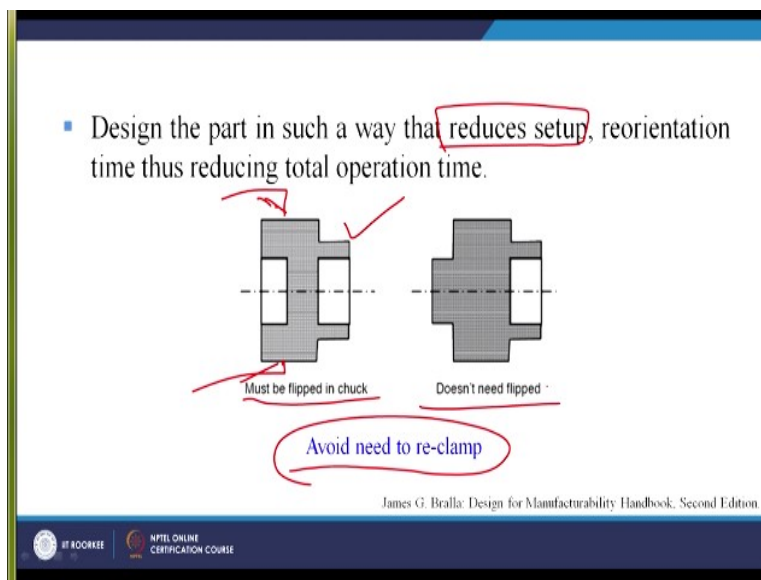 Design the part in such a way that reduces setup, reorientation
time thus reducing total operation time.
Must be flipped in chuck
Doesn't need flipped
Avoid need to re-clamp
James G. Bralla: Design for Manufacturability Handbook, Second Edition.
IIT ROORKEE
NPTEL ONLINE
CERTIFICATION COURSE